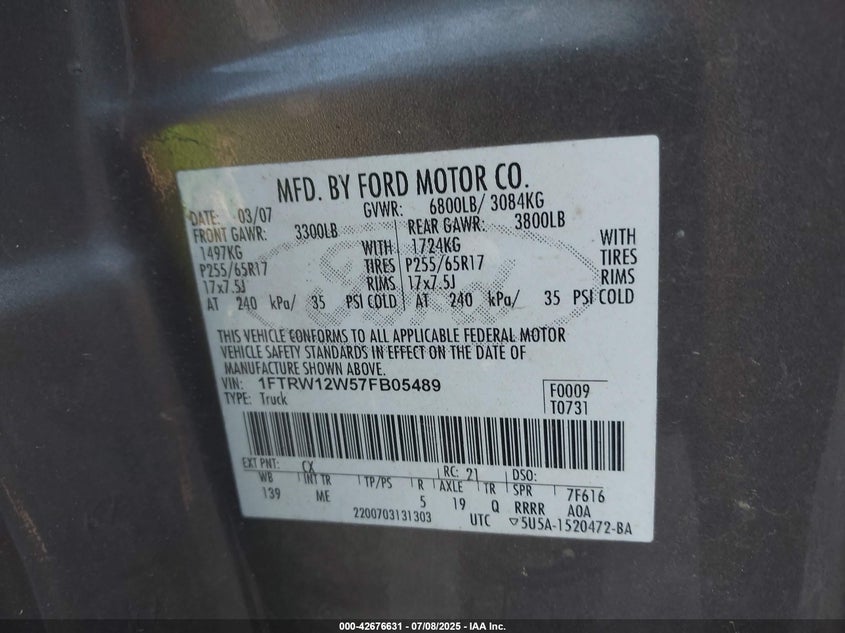 MFD. BY FORD MOTOR CO.
DATE: 03/07 GVWR: 6800LB/ 3084KG
FRONT GAWR: 3300LB REAR GAWR: 3800LB
1497KG WITH 1724KG WITH
P255/65R17 TIRES P255/65R17 TIRES
17x7.5J RIMS 17x7.5J RIMS
AT 240 kPa/ 35 PSI COLD AT 240 kPa/ 35 PSI COLD
THIS VEHICLE CONFORMS TO ALL APPLICABLE FEDERAL MOTOR
VEHICLE SAFETY STANDARDS IN EFFECT ON THE DATE OF
MANUFACTURE SHOWN ABOVE.
VIN: 1FTRW12W57FB05489 F0009
TYPE: Truck T0731
EXT PNT: CX RC: 21 DSO:
WB INT TR TP/PS R AXLE TR SPR 7F616
139 ME 5 19 Q RRRR AOA
2200703131303 UTC ▽5U5A-1520472-BA
000-42676631 - 07/08/2025 - IAA Inc.